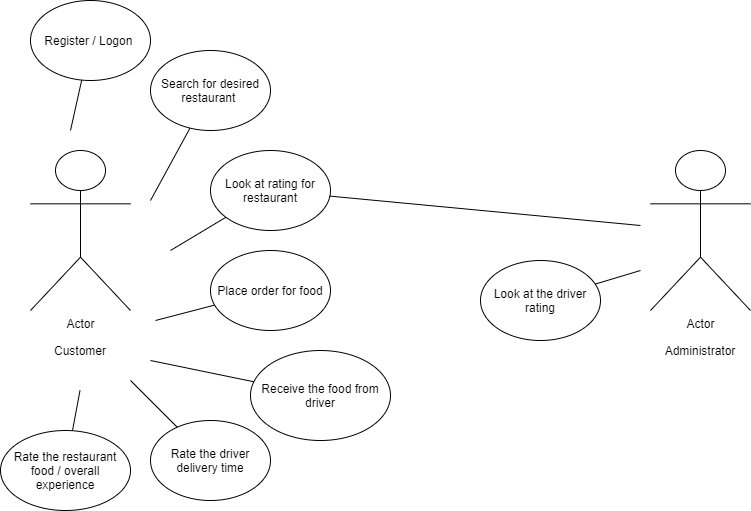 Register / Logon
Search for desired
restaurant
Look at rating for
restaurant
Place order for food
Look at the driver
rating
Actor
Customer
Actor
Administrator
Receive the food from
driver
Rate the restaurant
food / overall
experience
Rate the driver
delivery time